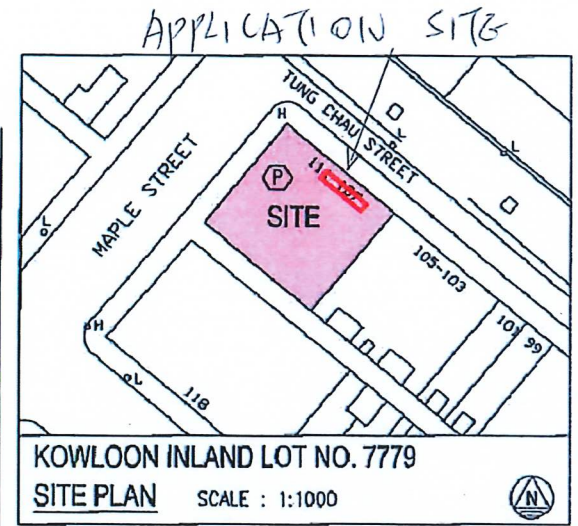 APPLICATION SITE
TUNG CHAU STREET
MAPLE STREET
H
P
SITE
105-103
101
99
H
118
KOWLOON INLAND LOT NO. 7779
SITE PLAN
SCALE : 1:1000
N